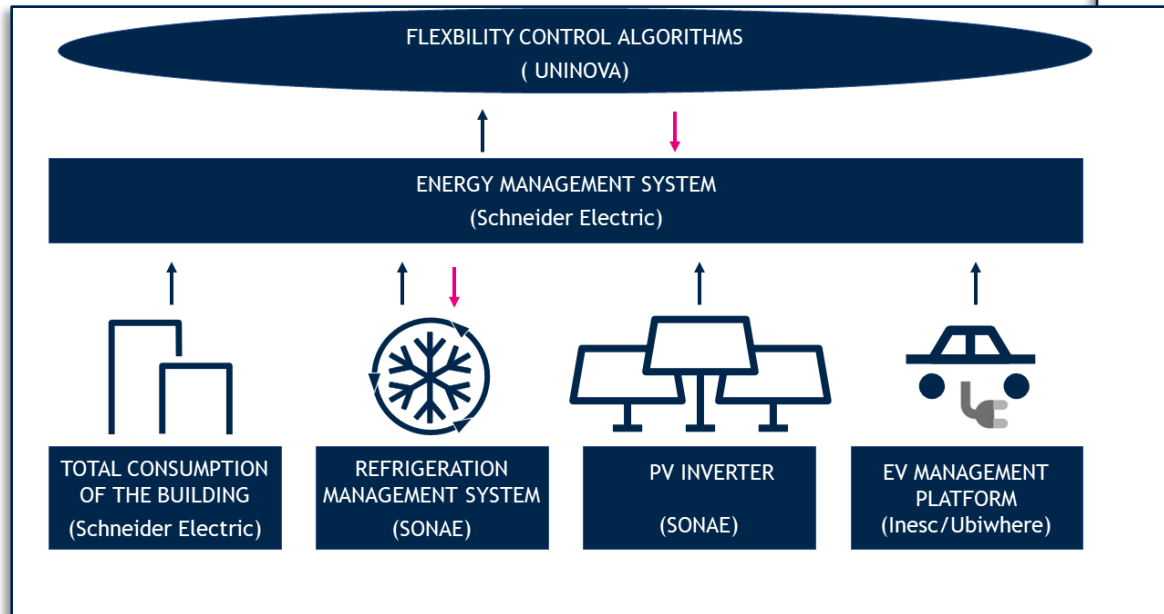 FLEXBILITY CONTROL ALGORITHMS
( UNINOVA)
ENERGY MANAGEMENT SYSTEM
(Schneider Electric)
TOTAL CONSUMPTION
OF THE BUILDING
(Schneider Electric)
REFRIGERATION
MANAGEMENT SYSTEM
(SONAE)
PV INVERTER
(SONAE)
EV MANAGEMENT
PLATFORM
(Inesc/Ubiwhere)